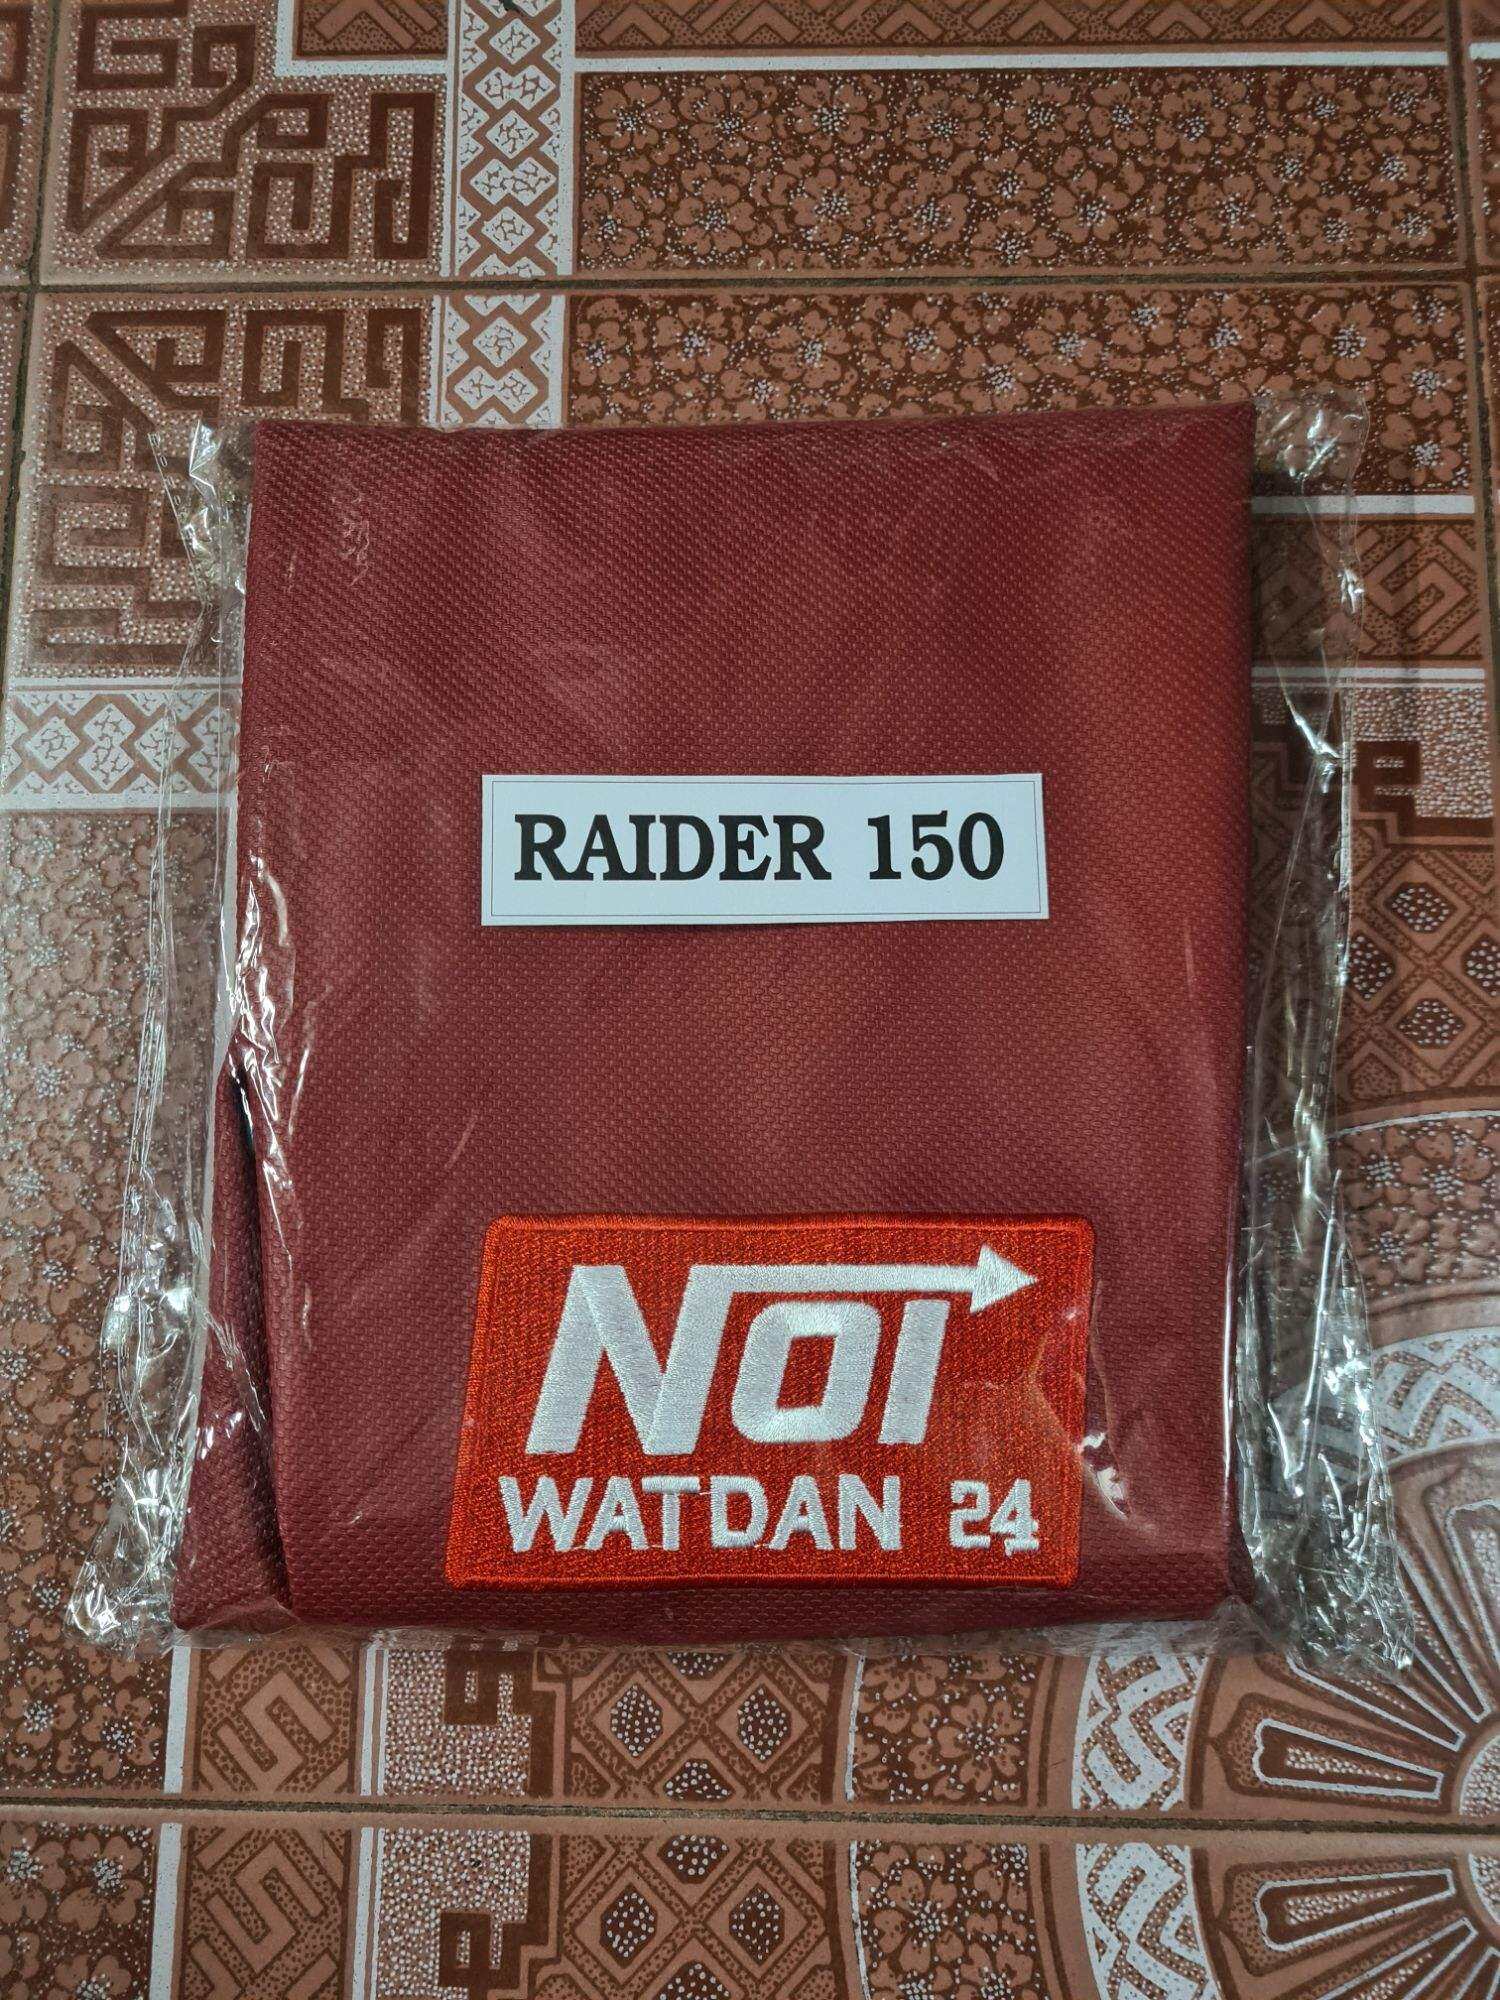 RAIDER 150
NOI
WATDAN 24